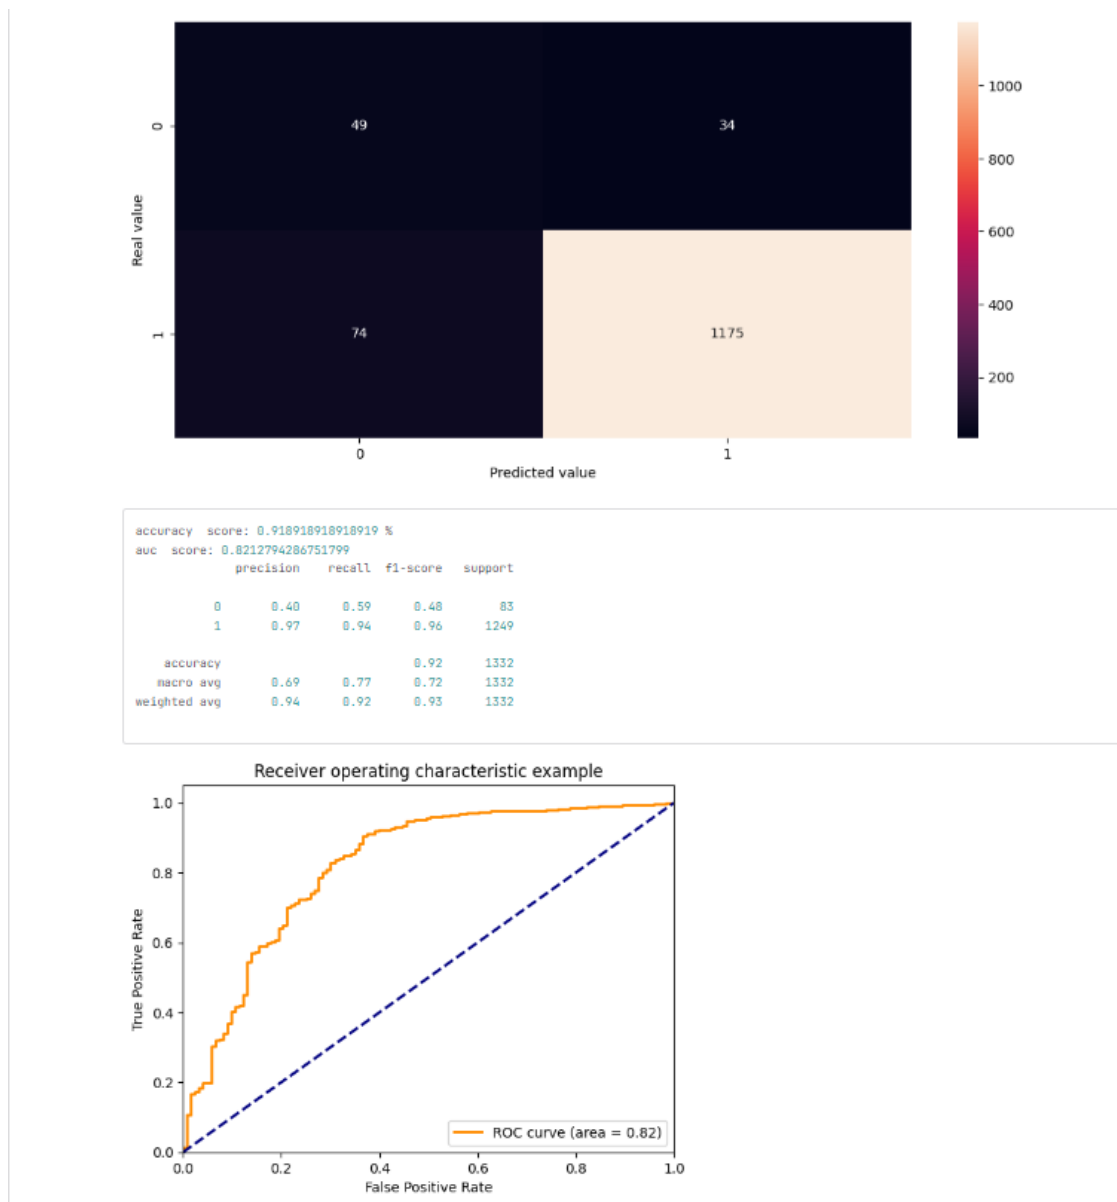 1000
0
49
34
800
Real value
600
400
1
74
1175
200
0
1
Predicted value
accuracy  score: 0.918918918918919 %
auc  score: 0.8212794286751799
precision recall f1-score support
0 0.40 0.59 0.48 83
1 0.97 0.94 0.96 1249
accuracy 0.92 1332
macro avg 0.69 0.77 0.72 1332
weighted avg 0.94 0.92 0.93 1332
Receiver operating characteristic example
1.0
0.8
0.6
True Positive Rate
0.4
0.2
ROC curve (area = 0.82)
0.0
0.0 0.2 0.4 0.6 0.8 1.0
False Positive Rate